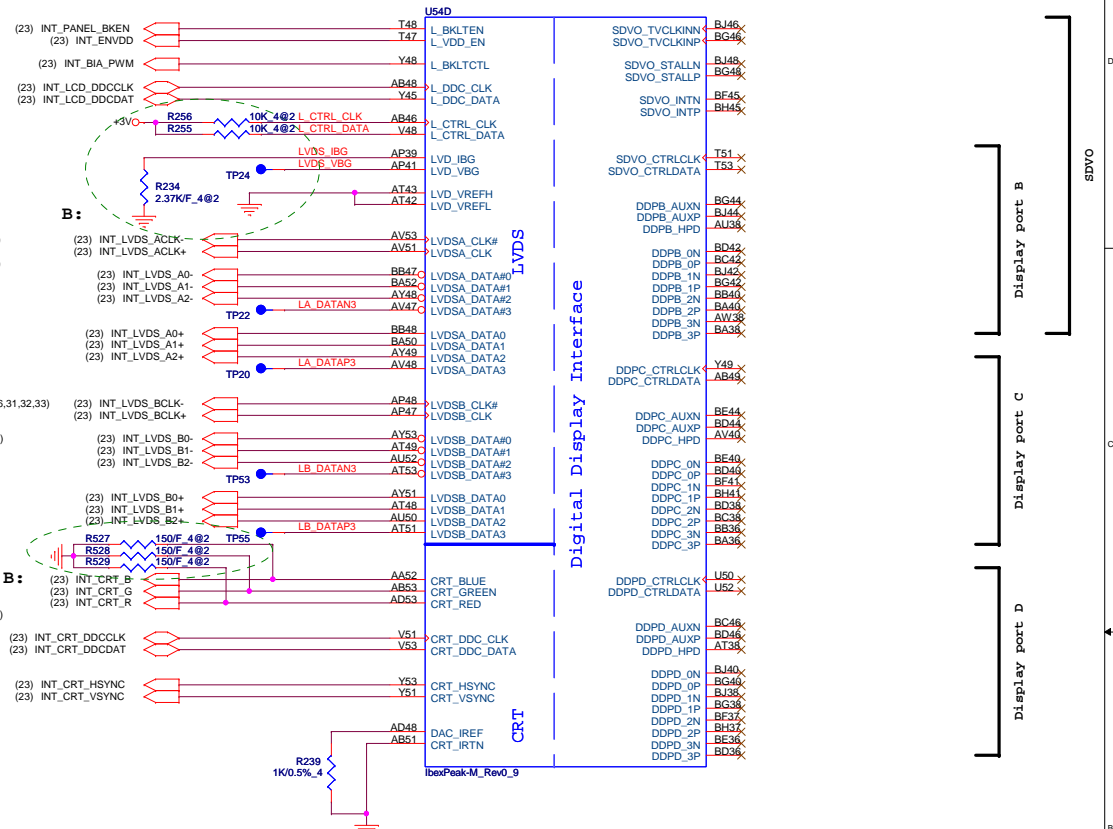 U54D
(23) INT_PANEL_BKEN T48 L_BKLTEN
(23) INT_ENVDD T47 L_VDD_EN
(23) INT_BIA_PWM Y48 L_BKLTCTL
(23) INT_LCD_DDCCLK AB48 L_DDC_CLK
(23) INT_LCD_DDCDAT Y45 L_DDC_DATA
+3V R256 10K_4@2 L_CTRL_CLK AB46 L_CTRL_CLK
R255 10K_4@2 L_CTRL_DATA V48 L_CTRL_DATA
LVDS_IBG AP39 LVD_IBG
TP24 LVDS_VBG AP41 LVD_VBG
R234
2.37K/F_4@2
AT43 LVD_VREFH
AT42 LVD_VREFL
B:
(23) INT_LVDS_ACLK- AV53 LVDSA_CLK#
(23) INT_LVDS_ACLK+ AV51 LVDSA_CLK
(23) INT_LVDS_A0- BB47 LVDSA_DATA#0
(23) INT_LVDS_A1- BA52 LVDSA_DATA#1
(23) INT_LVDS_A2- AY48 LVDSA_DATA#2
TP22 LA_DATAN3 AV47 LVDSA_DATA#3
(23) INT_LVDS_A0+ BB48 LVDSA_DATA0
(23) INT_LVDS_A1+ BA50 LVDSA_DATA1
(23) INT_LVDS_A2+ AY49 LVDSA_DATA2
TP20 LA_DATAP3 AV48 LVDSA_DATA3
6,31,32,33)
(23) INT_LVDS_BCLK- AP48 LVDSB_CLK#
(23) INT_LVDS_BCLK+ AP47 LVDSB_CLK
(23) INT_LVDS_B0- AY53 LVDSB_DATA#0
(23) INT_LVDS_B1- AT49 LVDSB_DATA#1
(23) INT_LVDS_B2- AU52 LVDSB_DATA#2
TP53 LB_DATAN3 AT53 LVDSB_DATA#3
(23) INT_LVDS_B0+ AY51 LVDSB_DATA0
(23) INT_LVDS_B1+ AT48 LVDSB_DATA1
(23) INT_LVDS_B2+ AU50 LVDSB_DATA2
TP55 LB_DATAP3 AT51 LVDSB_DATA3
R527 150/F_4@2
R528 150/F_4@2
R529 150/F_4@2
B:
(23) INT_CRT_B AA52 CRT_BLUE
(23) INT_CRT_G AB53 CRT_GREEN
(23) INT_CRT_R AD53 CRT_RED
(23) INT_CRT_DDCCLK V51 CRT_DDC_CLK
(23) INT_CRT_DDCDAT V53 CRT_DDC_DATA
(23) INT_CRT_HSYNC Y53 CRT_HSYNC
(23) INT_CRT_VSYNC Y51 CRT_VSYNC
AD48 DAC_IREF
AB51 CRT_IRTN
R239
1K/0.5%_4
LVDS
CRT
Digital Display Interface
IbexPeak-M_Rev0_9
SDVO_TVCLKINN BJ46
SDVO_TVCLKINP BG46
SDVO_STALLN BJ48
SDVO_STALLP BG48
SDVO_INTN BF45
SDVO_INTP BH45
SDVO_CTRLCLK T51
SDVO_CTRLDATA T53
DDPB_AUXN BG44
DDPB_AUXP BJ44
DDPB_HPD AU38
DDPB_0N BD42
DDPB_0P BC42
DDPB_1N BJ42
DDPB_1P BG42
DDPB_2N BB40
DDPB_2P BA40
DDPB_3N AW38
DDPB_3P BA38
DDPC_CTRLCLK Y49
DDPC_CTRLDATA AB49
DDPC_AUXN BE44
DDPC_AUXP BD44
DDPC_HPD AV40
DDPC_0N BE40
DDPC_0P BD40
DDPC_1N BF41
DDPC_1P BH41
DDPC_2N BD38
DDPC_2P BC38
DDPC_3N BB36
DDPC_3P BA36
DDPD_CTRLCLK U50
DDPD_CTRLDATA U52
DDPD_AUXN BC46
DDPD_AUXP BD46
DDPD_HPD AT38
DDPD_0N BJ40
DDPD_0P BG40
DDPD_1N BJ38
DDPD_1P BG38
DDPD_2N BF37
DDPD_2P BH37
DDPD_3N BE36
DDPD_3P BD36
Display port B
Display port C
Display port D
SDVO
D
C
B